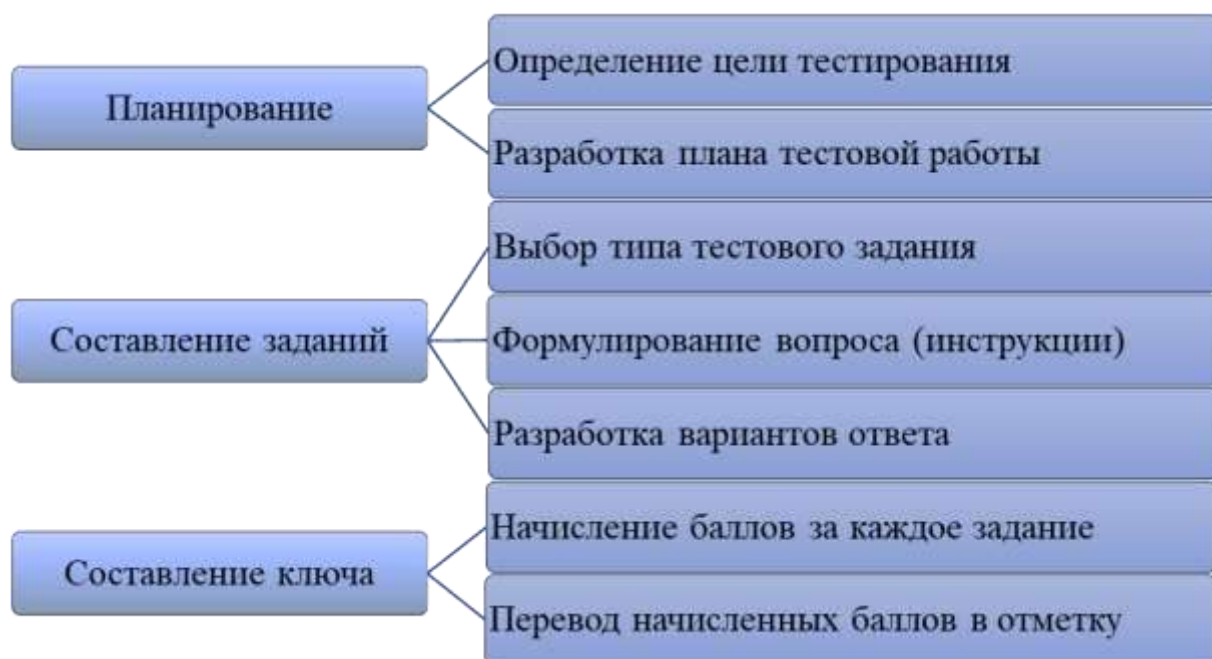 Планирование
Определение цели тестирования
Разработка плана тестовой работы
Составление заданий
Выбор типа тестового задания
Формулирование вопроса (инструкции)
Разработка вариантов ответа
Составление ключа
Начисление баллов за каждое задание
Перевод начисленных баллов в отметку